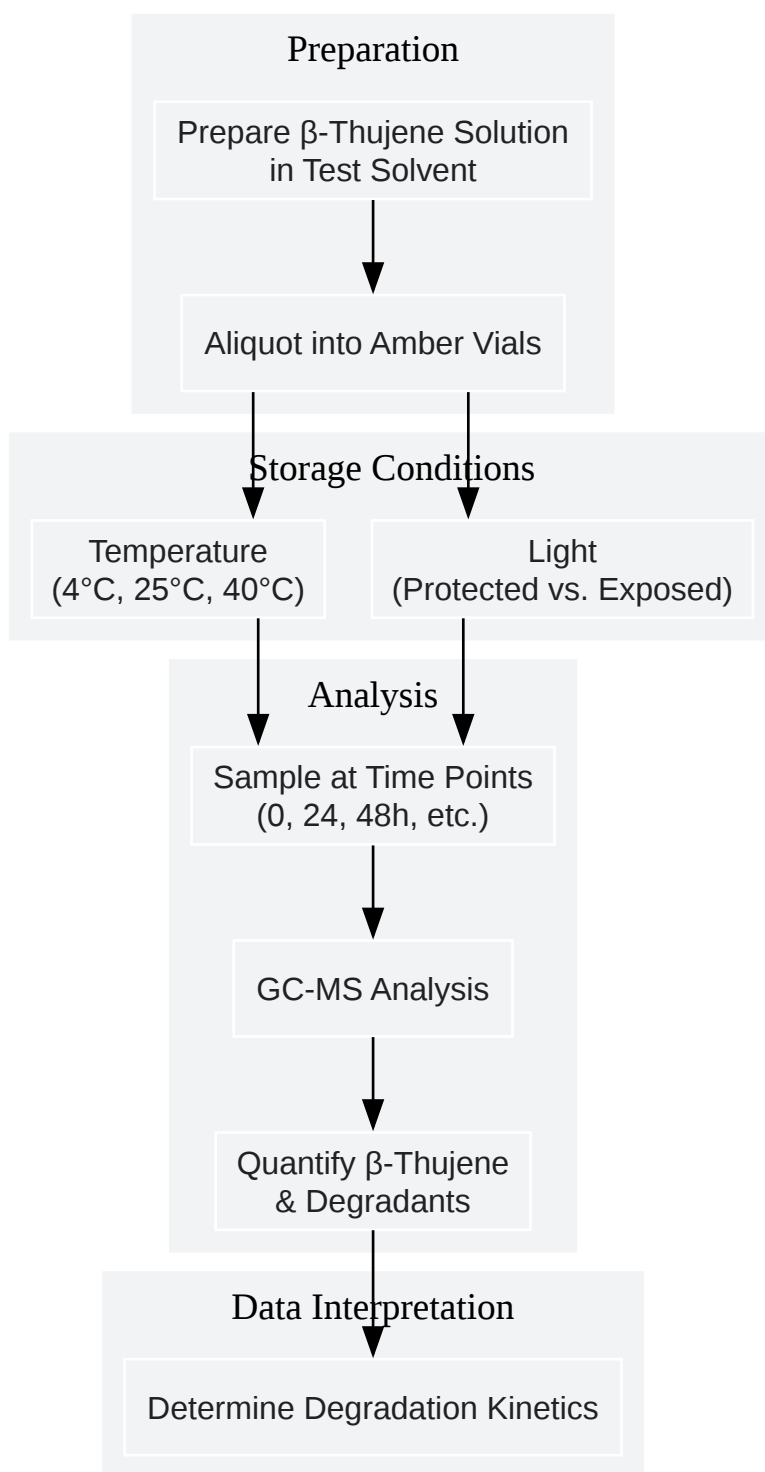 Preparation
Prepare β-Thujene Solution
in Test Solvent
Aliquot into Amber Vials
Storage Conditions
Temperature
(4°C, 25°C, 40°C)
Light
(Protected vs. Exposed)
Analysis
Sample at Time Points
(0, 24, 48h, etc.)
GC-MS Analysis
Quantify β-Thujene
& Degradants
Data Interpretation
Determine Degradation Kinetics